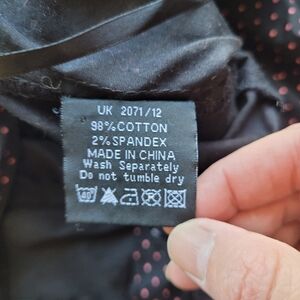 UK 2071/12
98%COTTON
2%SPANDEX
MADE IN CHINA
Wash Separately
Do not tumble dry